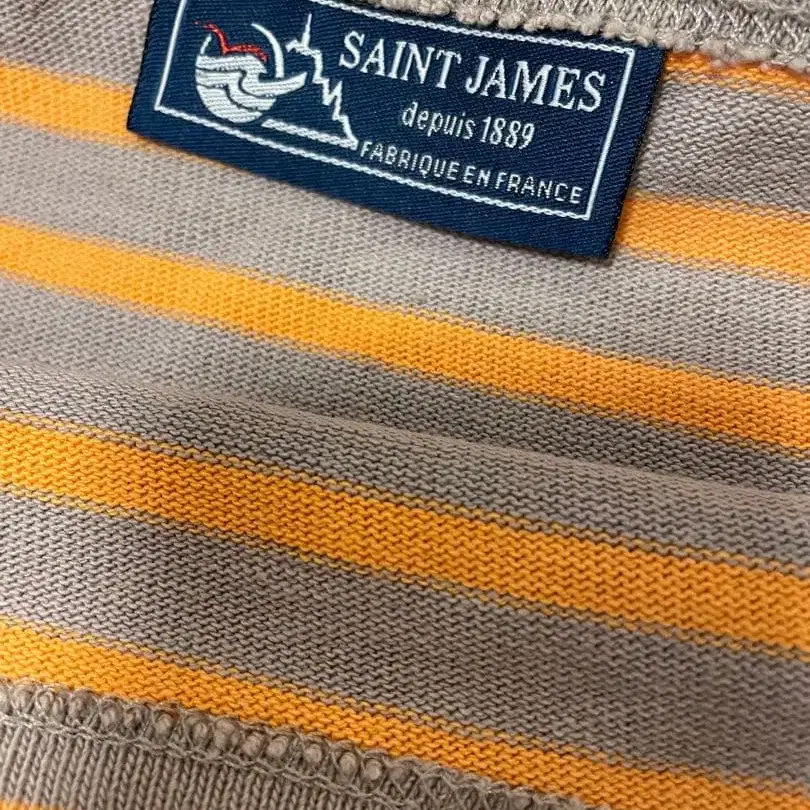 SAINT JAMES
depuis 1889
FABRIQUE EN FRANCE